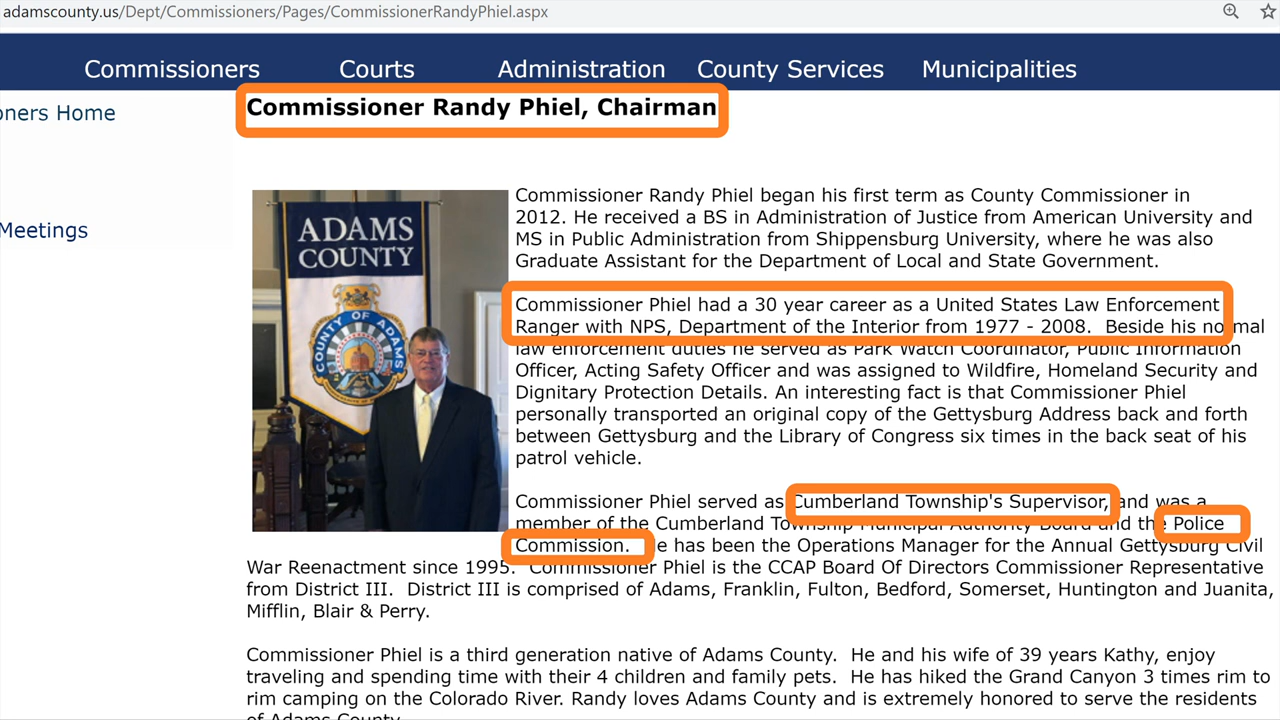 adamscounty.us/Dept/Commissioners/Pages/CommissionerRandyPhiel.aspx
Commissioners Courts Administration County Services Municipalities
oners Home
Commissioner Randy Phiel, Chairman
Meetings
ADAMS
COUNTY
COUNTY OF ADAMS
Commissioner Randy Phiel began his first term as County Commissioner in
2012. He received a BS in Administration of Justice from American University and
MS in Public Administration from Shippensburg University, where he was also
Graduate Assistant for the Department of Local and State Government.
Commissioner Phiel had a 30 year career as a United States Law Enforcement
Ranger with NPS, Department of the Interior from 1977 - 2008. Beside his normal
law enforcement duties he served as Park Watch Coordinator, Public Information
Officer, Acting Safety Officer and was assigned to Wildfire, Homeland Security and
Dignitary Protection Details. An interesting fact is that Commissioner Phiel
personally transported an original copy of the Gettysburg Address back and forth
between Gettysburg and the Library of Congress six times in the back seat of his
patrol vehicle.
Commissioner Phiel served as Cumberland Township's Supervisor, and was a
member of the Cumberland Township Municipal Authority Board and the Police
Commission. He has been the Operations Manager for the Annual Gettysburg Civil
War Reenactment since 1995. Commissioner Phiel is the CCAP Board Of Directors Commissioner Representative
from District III. District III is comprised of Adams, Franklin, Fulton, Bedford, Somerset, Huntington and Juanita,
Mifflin, Blair & Perry.
Commissioner Phiel is a third generation native of Adams County. He and his wife of 39 years Kathy, enjoy
traveling and spending time with their 4 children and family pets. He has hiked the Grand Canyon 3 times rim to
rim camping on the Colorado River. Randy loves Adams County and is extremely honored to serve the residents
of Adams County.